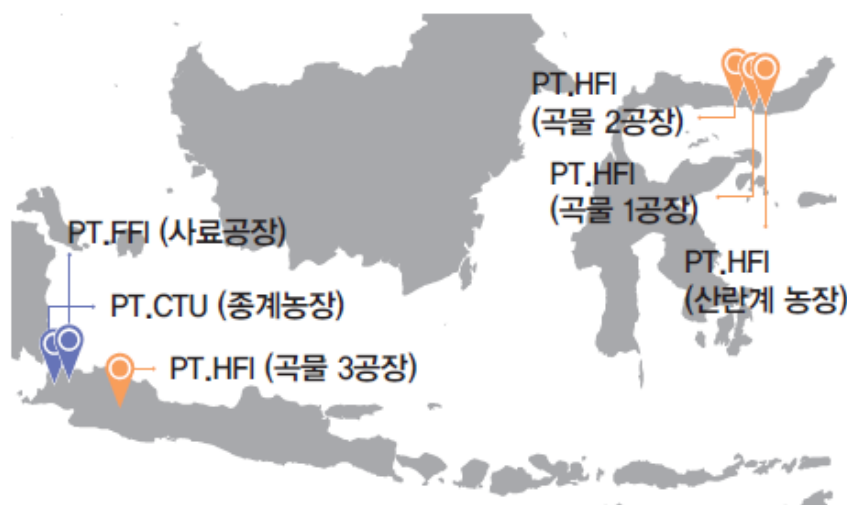 PT.HFI
(곡물 2공장)
PT.HFI
(곡물 1공장)
PT.FFI (사료공장)
PT.HFI
(산란계 농장)
PT.CTU (종계농장)
PT.HFI (곡물 3공장)